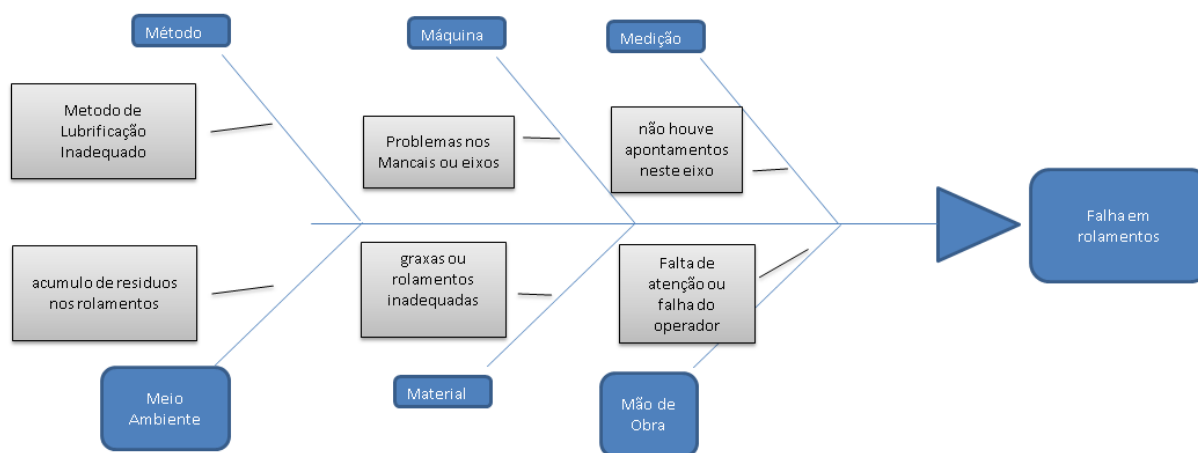 Método
Máquina
Medição
Metodo de
Lubrificação
Inadequado
Problemas nos
Mancais ou eixos
não houve
apontamentos
neste eixo
Falha em
rolamentos
acumulo de residuos
nos rolamentos
graxas ou
rolamentos
inadequadas
Falta de
atenção ou
falha do
operador
Meio
Ambiente
Material
Mão de
Obra